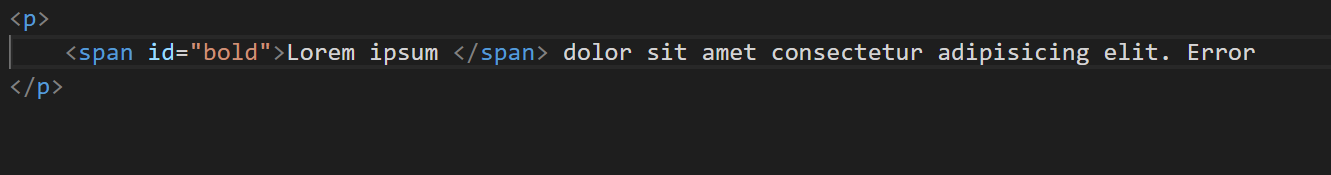 <p>
    <span id="bold">Lorem ipsum </span> dolor sit amet consectetur adipisicing elit. Error
</p>